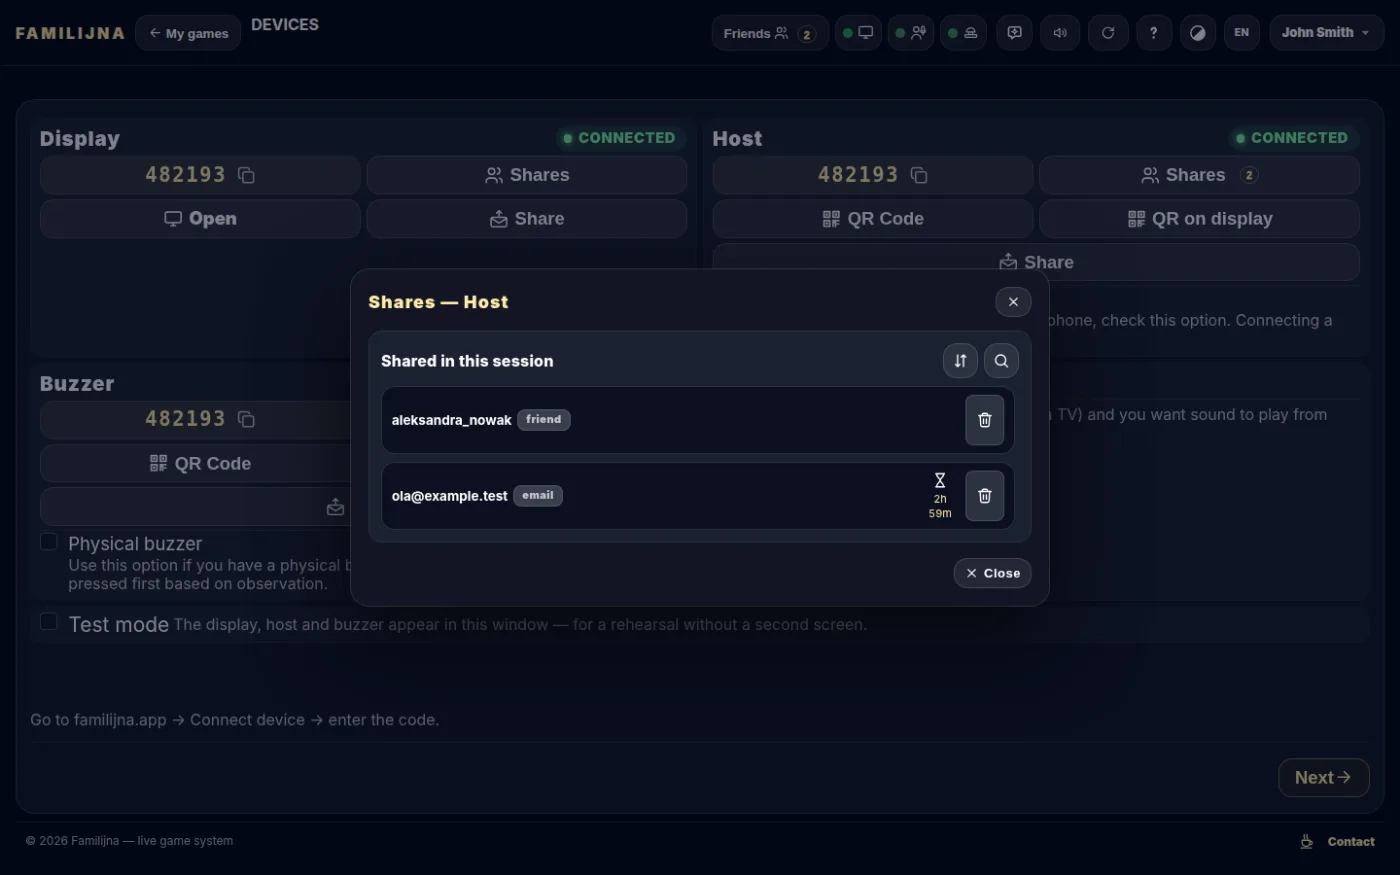 FAMILIJNA
← My games
DEVICES
Friends 2
?
EN
John Smith
Display
CONNECTED
482193
Shares
Open
Share
Host
CONNECTED
482193
Shares 2
QR Code
QR on display
Share
phone, check this option. Connecting a
Shares — Host
Shared in this session
aleksandra_nowak friend
ola@example.test email
2h
59m
Close
Buzzer
482193
QR Code
TV) and you want sound to play from
Physical buzzer
Use this option if you have a physical
pressed first based on observation.
Test mode The display, host and buzzer appear in this window — for a rehearsal without a second screen.
Go to familijna.app → Connect device → enter the code.
Next →
© 2026 Familijna — live game system
Contact